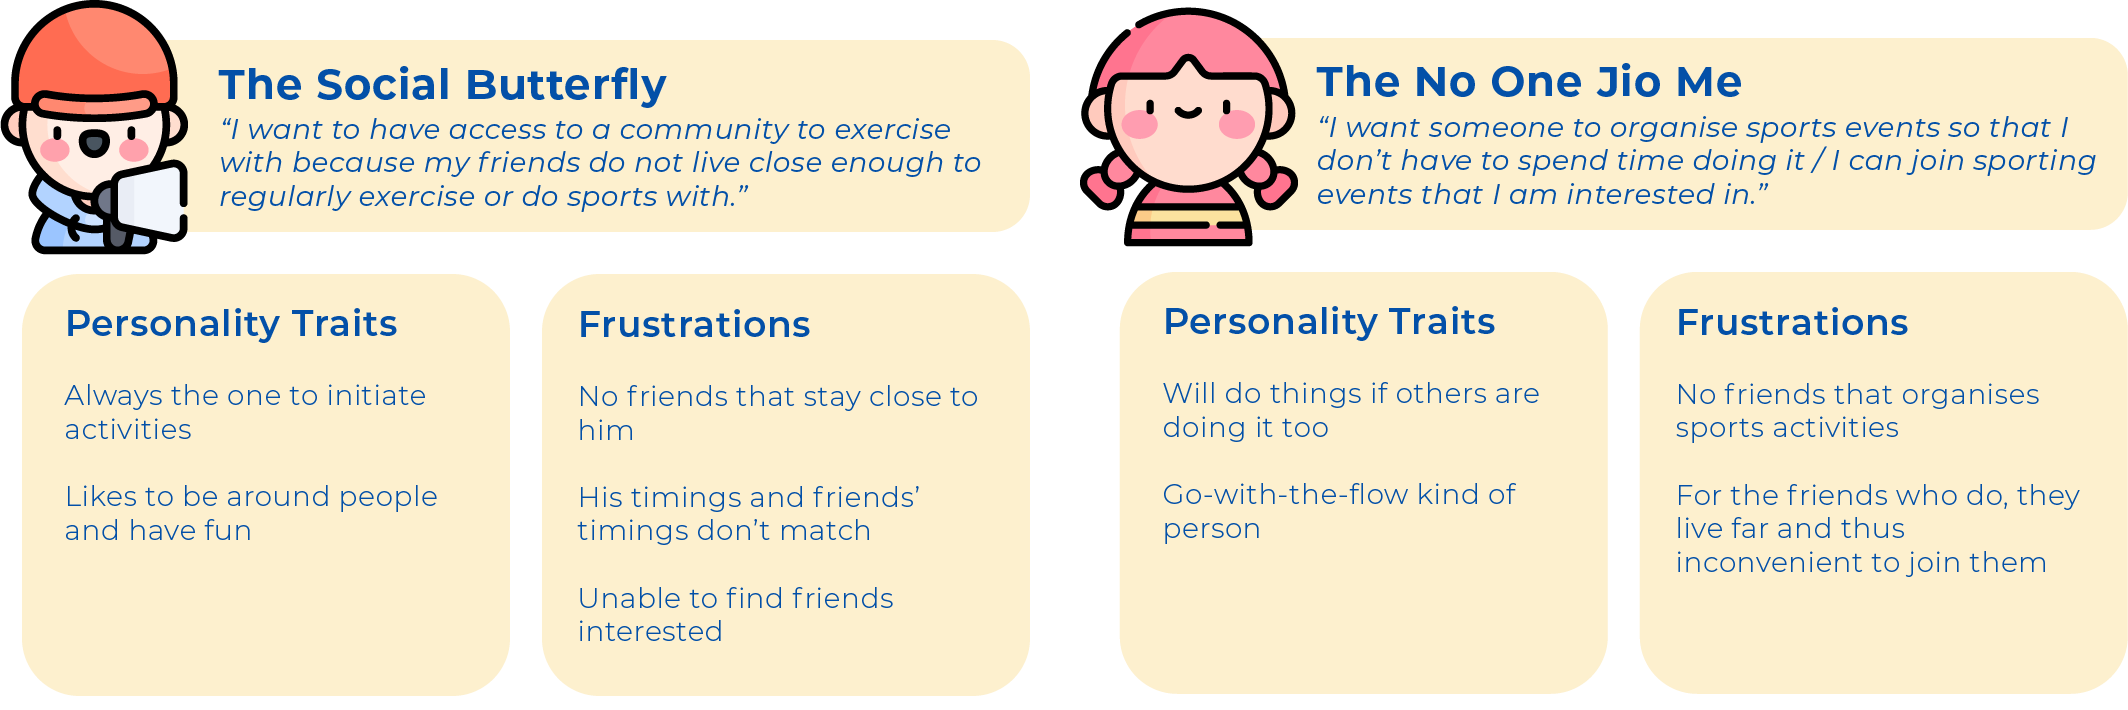 The Social Butterfly
“I want to have access to a community to exercise
with because my friends do not live close enough to
regularly exercise or do sports with.”
Personality Traits
Always the one to initiate
activities
Likes to be around people
and have fun
Frustrations
No friends that stay close to
him
His timings and friends’
timings don’t match
Unable to find friends
interested
The No One Jio Me
“I want someone to organise sports events so that I
don’t have to spend time doing it / I can join sporting
events that I am interested in.”
Personality Traits
Will do things if others are
doing it too
Go-with-the-flow kind of
person
Frustrations
No friends that organises
sports activities
For the friends who do, they
live far and thus
inconvenient to join them